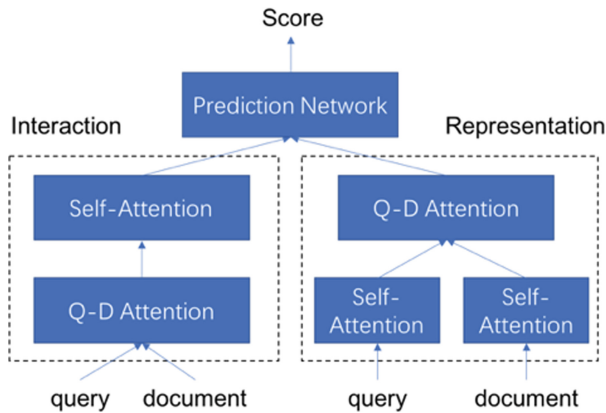 Score
Prediction Network
Interaction
Representation
Self-Attention
Q-D Attention
Q-D Attention
Self-
Attention
Self-
Attention
query
document
query
document